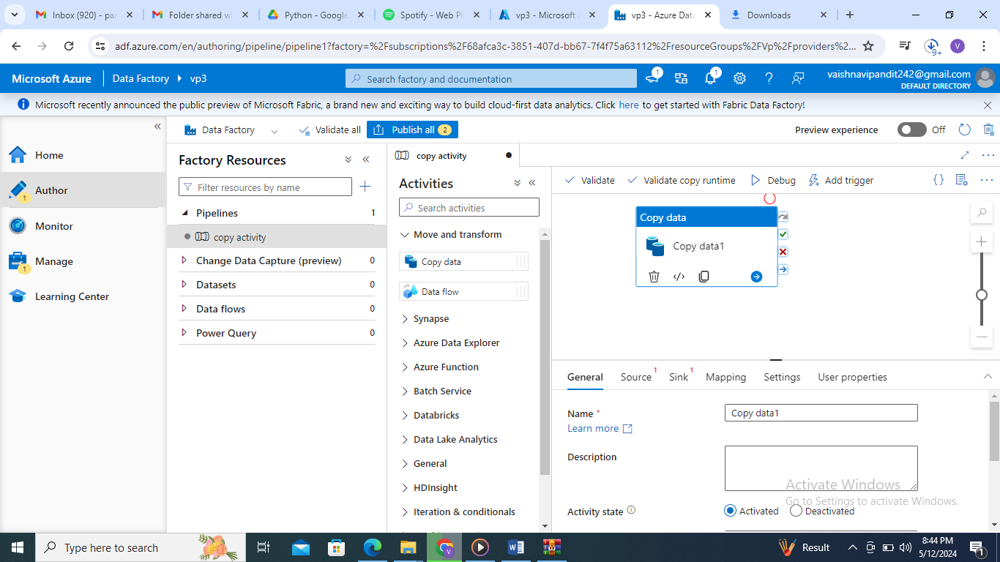 Inbox (920) - pa
Folder shared w
Python - Google
Spotify - Web P
vp3 - Microsoft
vp3 - Azure Dat
Downloads
adf.azure.com/en/authoring/pipeline/pipeline1?factory=%2Fsubscriptions%2F68afca3c-3851-407d-bb67-7f4f75a63112%2FresourceGroups%2FVp%2Fproviders%2...
9+
V
Microsoft Azure
Data Factory
vp3
Search factory and documentation
1
1
vaishnavipandit242@gmail.com
DEFAULT DIRECTORY
Microsoft recently announced the public preview of Microsoft Fabric, a brand new and exciting way to build cloud-first data analytics. Click here to get started with Fabric Data Factory!
Home
Author
1
Monitor
Manage
1
Learning Center
Data Factory
Validate all
Publish all 2
Preview experience
Off
Factory Resources
Filter resources by name
Pipelines 1
copy activity
Change Data Capture (preview) 0
Datasets 0
Data flows 0
Power Query 0
copy activity
Activities
Search activities
Move and transform
Copy data
Data flow
Synapse
Azure Data Explorer
Azure Function
Batch Service
Databricks
Data Lake Analytics
General
HDInsight
Iteration & conditionals
Validate
Validate copy runtime
Debug
Add trigger
{}
Copy data
Copy data1
General
Source 1
Sink 1
Mapping
Settings
User properties
Name *
Copy data1
Learn more
Description
Activity state
Activated
Deactivated
Activate Windows
Go to Settings to activate Windows.
Type here to search
Result
8:44 PM
5/12/2024
1